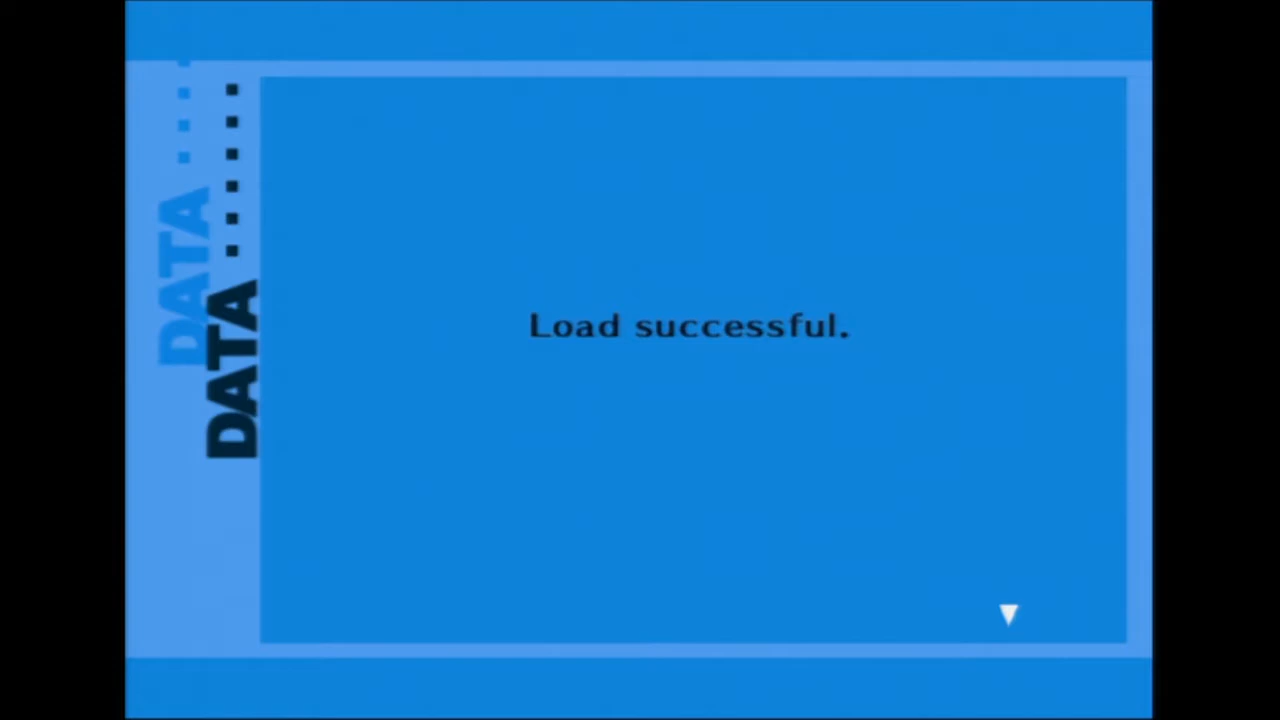 DATA ......
DATA ....
Load successful.